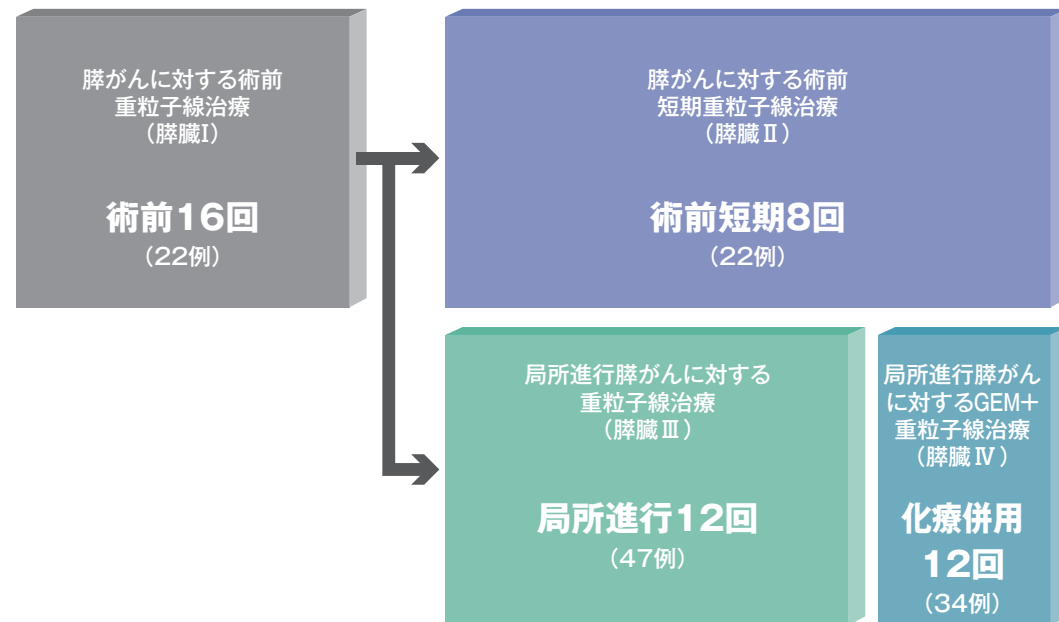 膵がんに対する術前
重粒子線治療
（膵臓I）
術前16回
（22例）
膵がんに対する術前
短期重粒子線治療
（膵臓Ⅱ）
術前短期8回
（22例）
局所進行膵がんに対する
重粒子線治療
（膵臓Ⅲ）
局所進行12回
（47例）
局所進行膵がん
に対するGEM＋
重粒子線治療
（膵臓Ⅳ）
化療併用
12回
（34例）